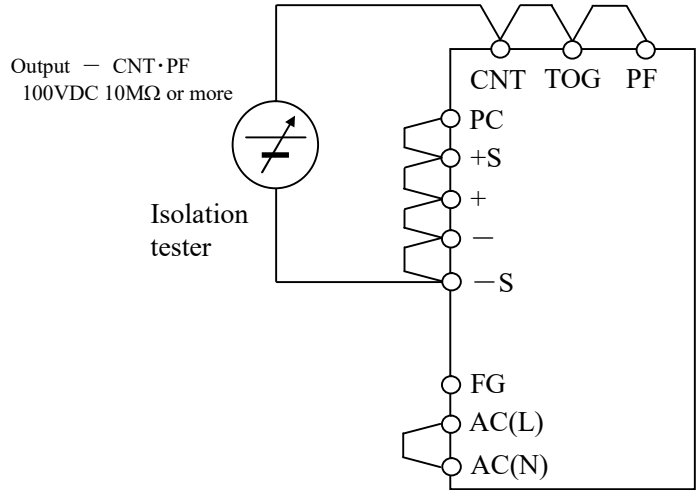 Output － CNT・PF
100VDC 10MΩ or more
Isolation
tester
CNT TOG PF
PC
+S
+
－
－S
FG
AC(L)
AC(N)